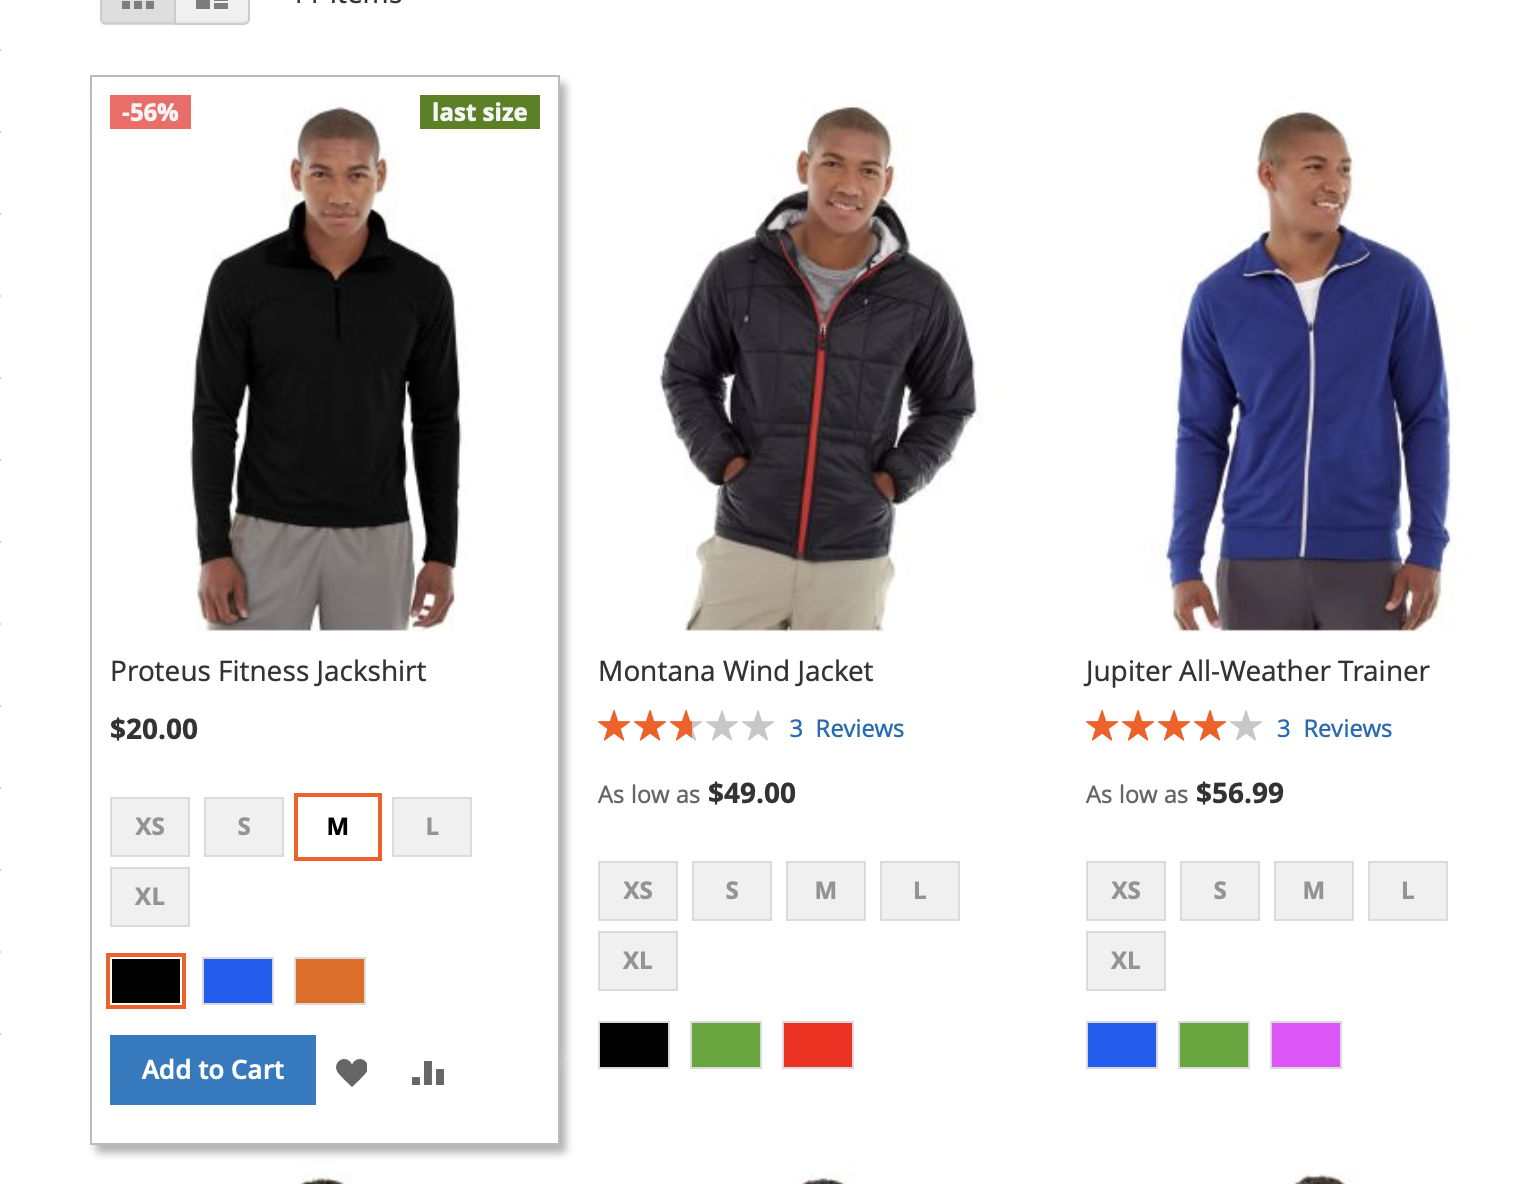 -56%
last size
Proteus Fitness Jackshirt
$20.00
XS S M L
XL
Add to Cart
Montana Wind Jacket
3 Reviews
As low as $49.00
XS S M L
XL
Jupiter All-Weather Trainer
3 Reviews
As low as $56.99
XS S M L
XL